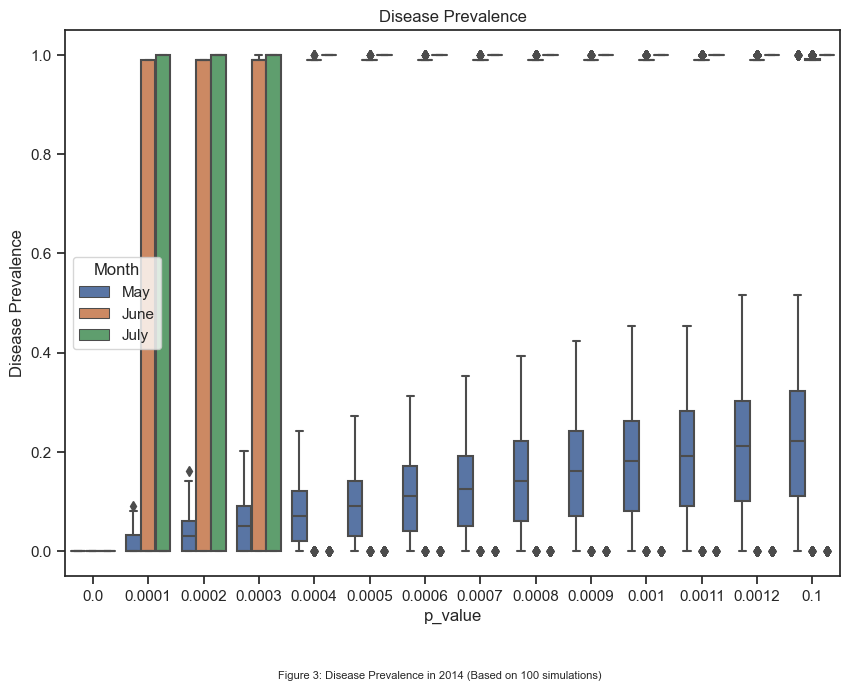 Disease Prevalence
Disease Prevalence
1.0
0.8
0.6
0.4
0.2
0.0
Month
May
June
July
0.0 0.0001 0.0002 0.0003 0.0004 0.0005 0.0006 0.0007 0.0008 0.0009 0.001 0.0011 0.0012 0.1
p_value
Figure 3: Disease Prevalence in 2014 (Based on 100 simulations)